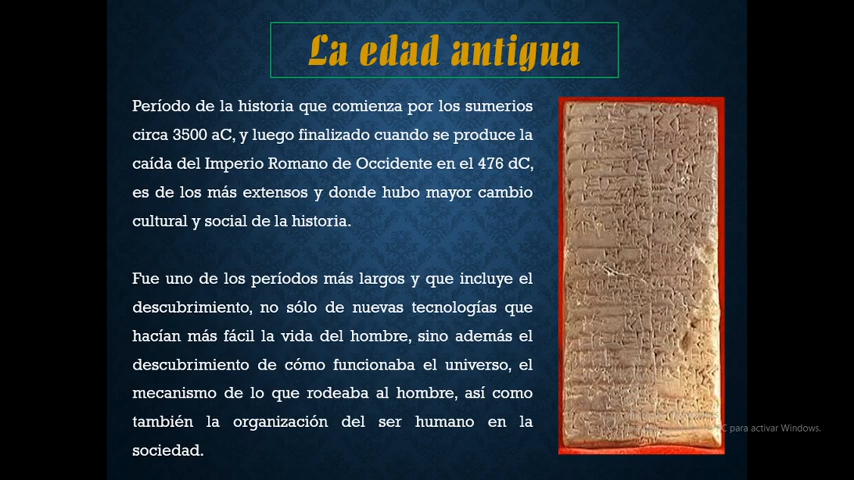 La edad antigua
Período de la historia que comienza por los sumerios
circa 3500 aC, y luego finalizado cuando se produce la
caída del Imperio Romano de Occidente en el 476 dC,
es de los más extensos y donde hubo mayor cambio
cultural y social de la historia.
Fue uno de los períodos más largos y que incluye el
descubrimiento, no sólo de nuevas tecnologías que
hacían más fácil la vida del hombre, sino además el
descubrimiento de cómo funcionaba el universo, el
mecanismo de lo que rodeaba al hombre, así como
también la organización del ser humano en la
sociedad.
para activar Windows.